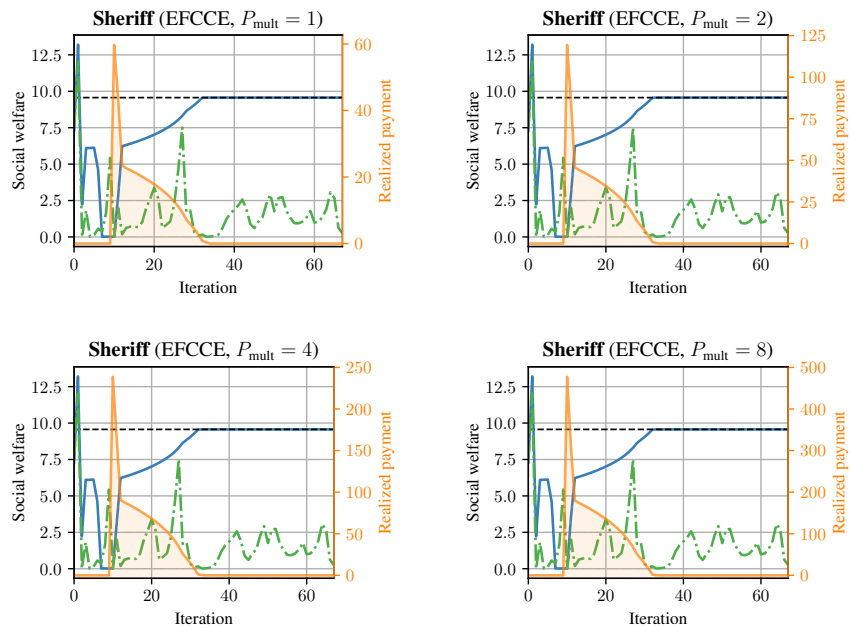 Sheriff (EFCCE, P_mult = 1)
Social welfare
12.5
10.0
7.5
5.0
2.5
0.0
60
40
20
0
Realized payment
0 20 40 60
Iteration
Sheriff (EFCCE, P_mult = 2)
Social welfare
12.5
10.0
7.5
5.0
2.5
0.0
125
100
75
50
25
0
Realized payment
0 20 40 60
Iteration
Sheriff (EFCCE, P_mult = 4)
Social welfare
12.5
10.0
7.5
5.0
2.5
0.0
250
200
150
100
50
0
Realized payment
0 20 40 60
Iteration
Sheriff (EFCCE, P_mult = 8)
Social welfare
12.5
10.0
7.5
5.0
2.5
0.0
500
400
300
200
100
0
Realized payment
0 20 40 60
Iteration